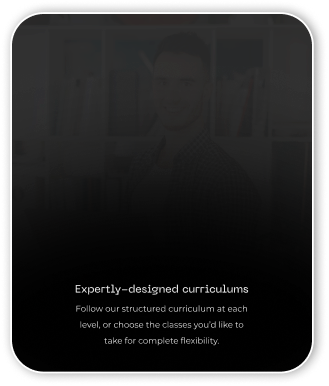 Expertly-designed curriculums
Follow our structured curriculum at each
level, or choose the classes you'd like to
take for complete flexibility.